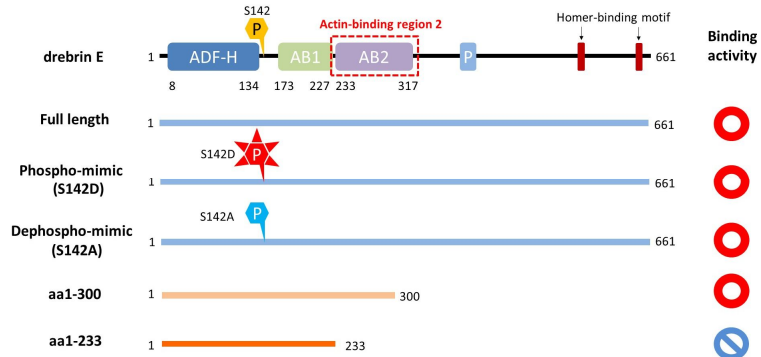 S142
P
Actin-binding region 2
Homer-binding motif
drebrin E
1
ADF-H
AB1
AB2
P
661
Binding
activity
8
134
173
227
233
317
Full length
1
661
S142D
P
Phospho-mimic
(S142D)
1
661
S142A
P
Dephospho-mimic
(S142A)
1
661
aa1-300
1
300
aa1-233
1
233